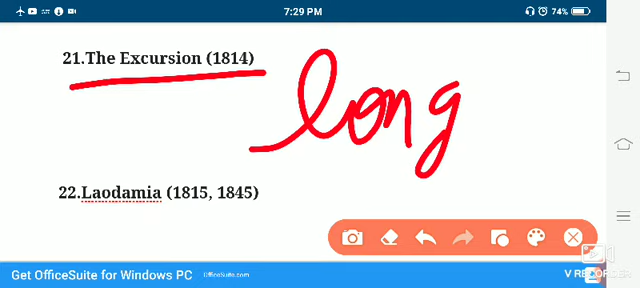 7:29 PM
74%
21.The Excursion (1814)
long
22.Laodamia (1815, 1845)
Get OfficeSuite for Windows PC OfficeSuite.com
V RECORDER